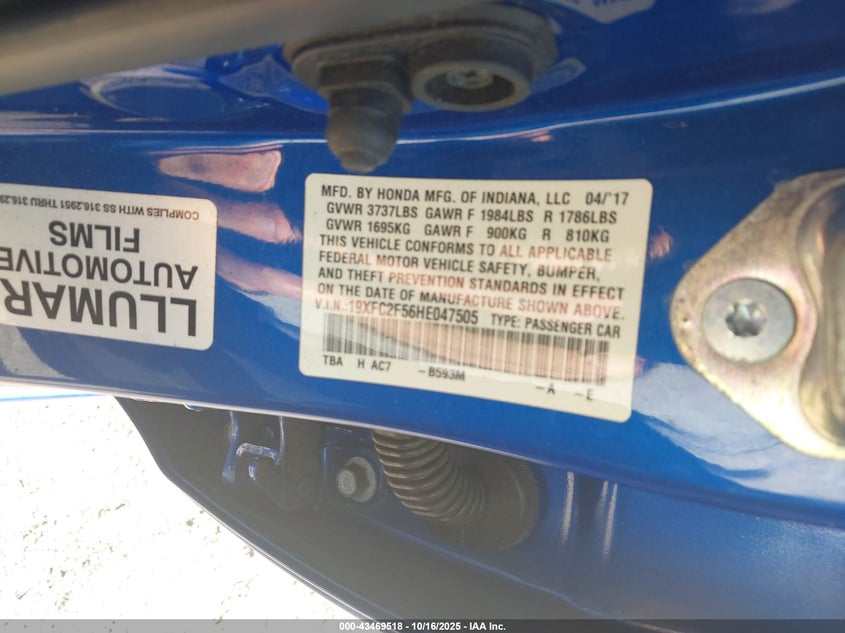 MFD. BY HONDA MFG. OF INDIANA, LLC 04/'17
GVWR 3737LBS GAWR F 1984LBS R 1786LBS
GVWR 1695KG GAWR F 900KG R 810KG
THIS VEHICLE CONFORMS TO ALL APPLICABLE
FEDERAL MOTOR VEHICLE SAFETY, BUMPER,
AND THEFT PREVENTION STANDARDS IN EFFECT
ON THE DATE OF MANUFACTURE SHOWN ABOVE.
V.I.N.:19XFC2F56HE047505 TYPE: PASSENGER CAR
TBA H AC7 –B593M –A –E
LLUMAR
AUTOMOTIVE
FILMS
COMPLIES WITH SS 316.2951 THRU 316.29
000-43469518 - 10/16/2025 - IAA Inc.